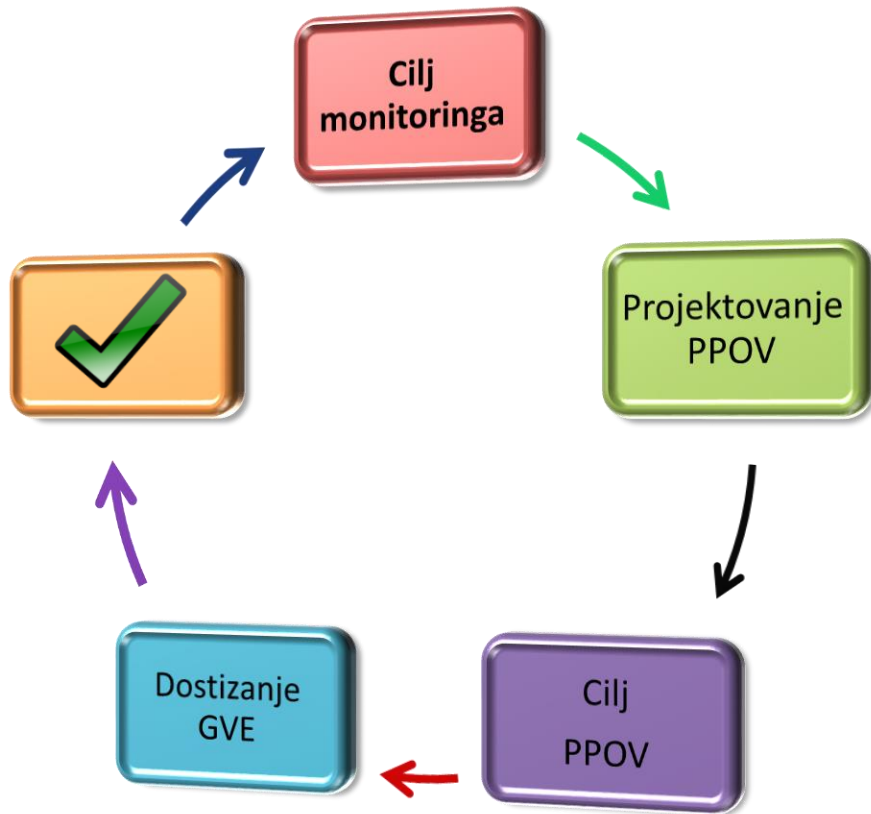 Cilj
monitoringa
Projektovanje
PPOV
Cilj
PPOV
Dostizanje
GVE